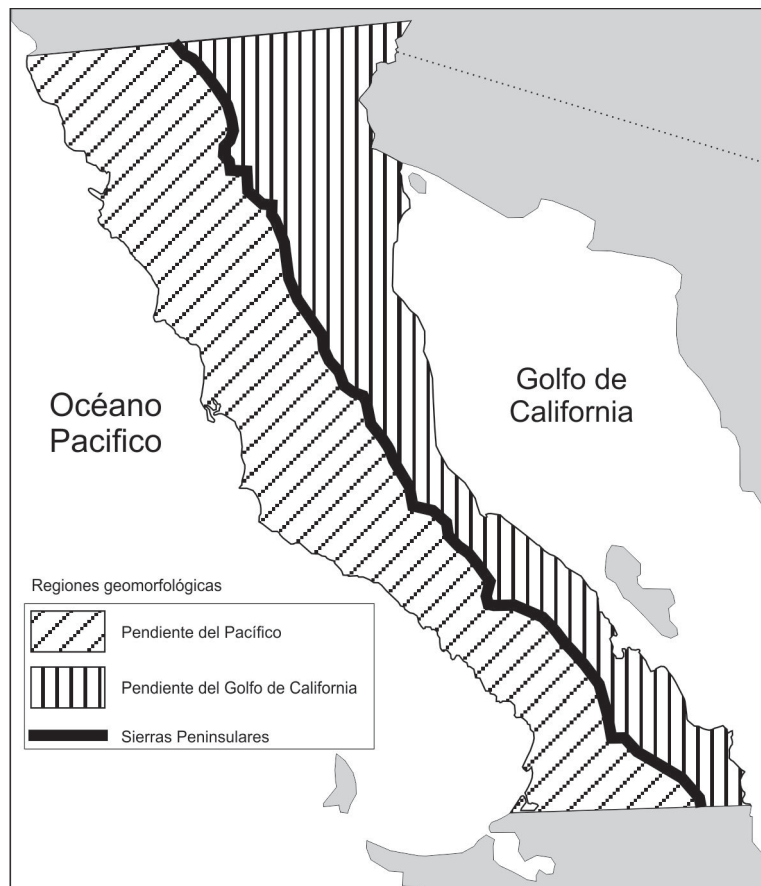 Océano
Pacifico
Golfo de
California
Regiones geomorfológicas
Pendiente del Pacífico
Pendiente del Golfo de California
Sierras Peninsulares